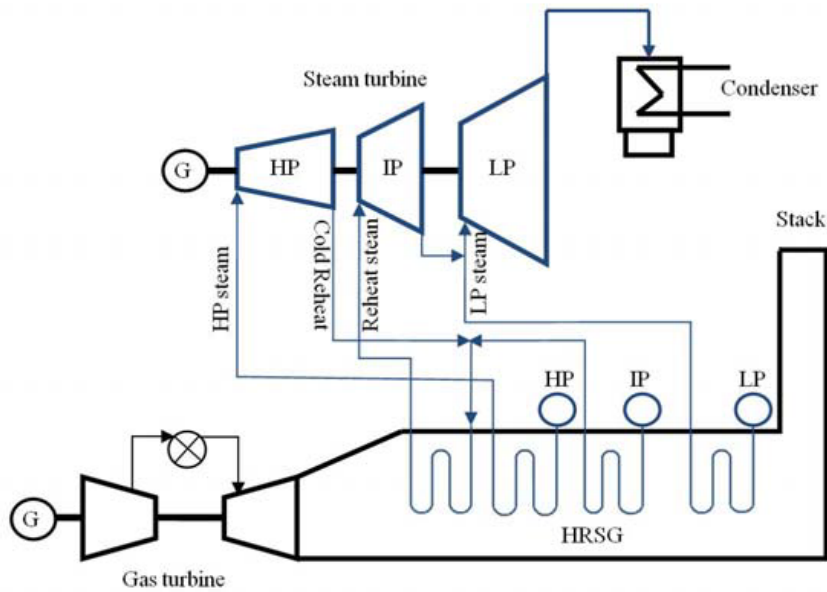 Steam turbine
Condenser
G
HP
IP
LP
Stack
HP steam
Cold Reheat
Reheat stean
LP steam
HP
IP
LP
G
HRSG
Gas turbine